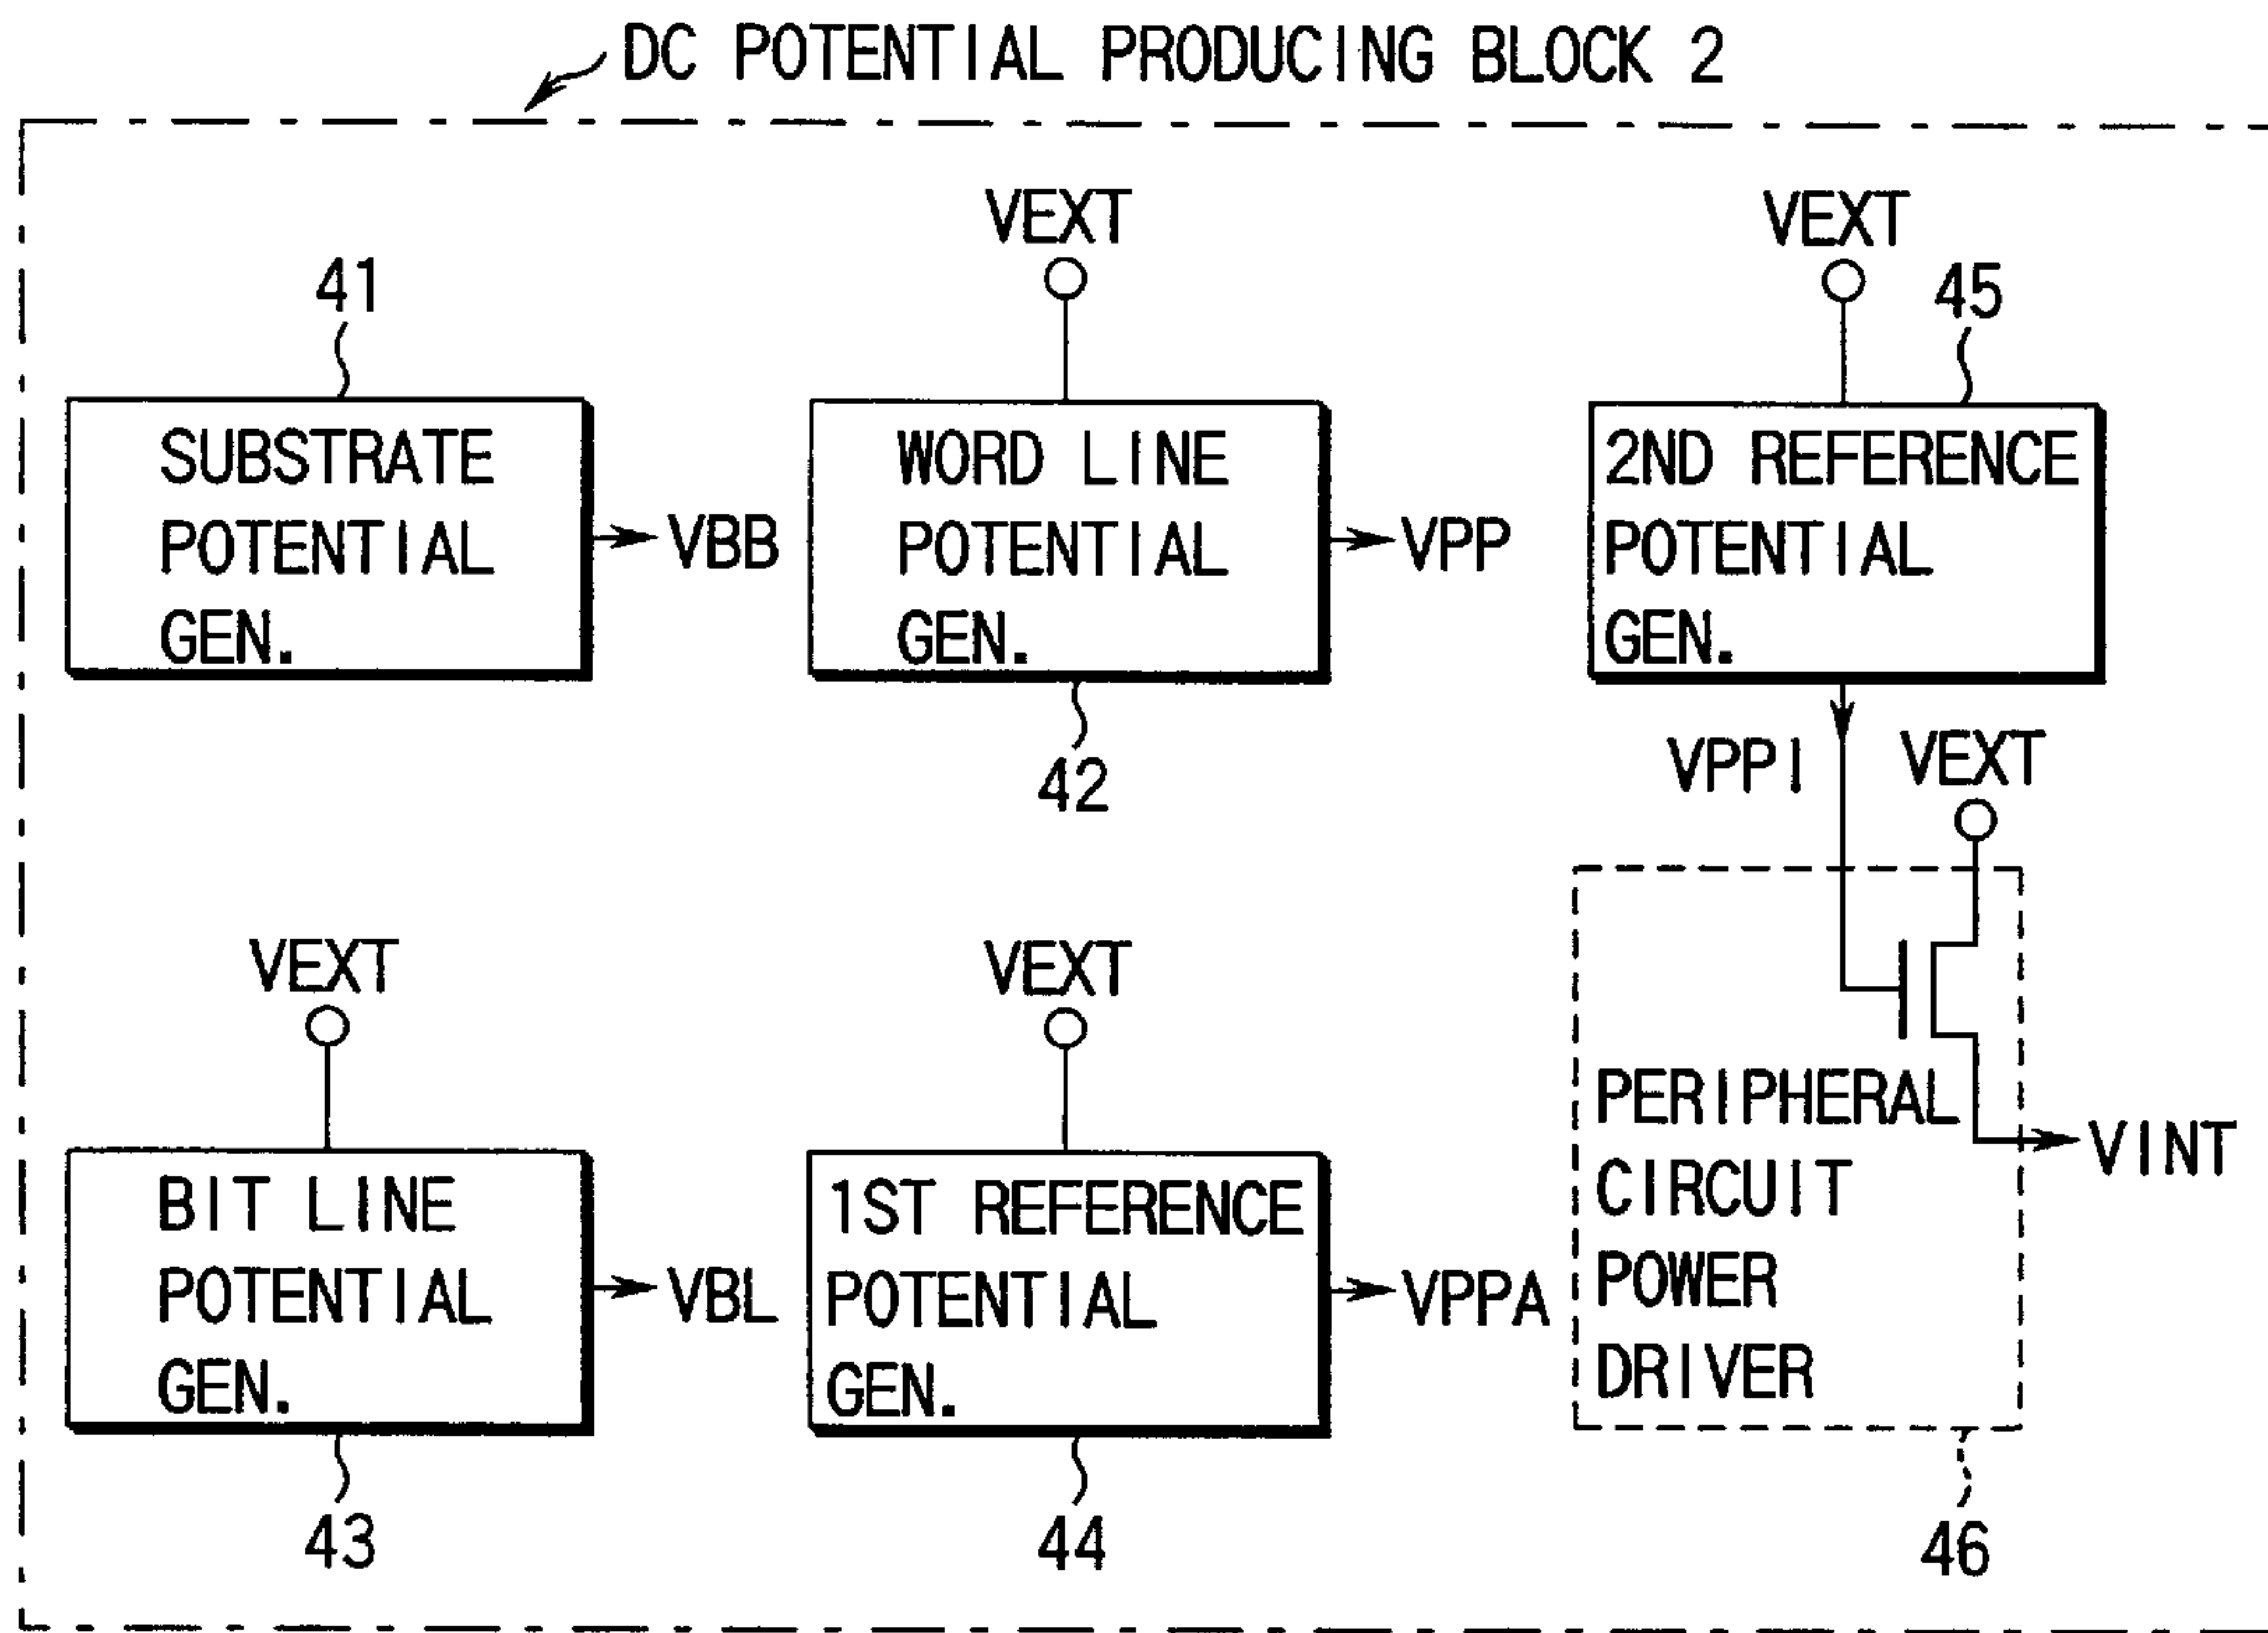 DC POTENTIAL PRODUCING BLOCK 2
VEXT
VEXT
41
45
SUBSTRATE
POTENTIAL
GEN.
VBB
WORD LINE
POTENTIAL
GEN.
VPP
2ND REFERENCE
POTENTIAL
GEN.
42
VPPI
VEXT
VEXT
VEXT
BIT LINE
POTENTIAL
GEN.
VBL
1ST REFERENCE
POTENTIAL
GEN.
VPPA
PERIPHERAL
CIRCUIT
POWER
DRIVER
VINT
43
44
46